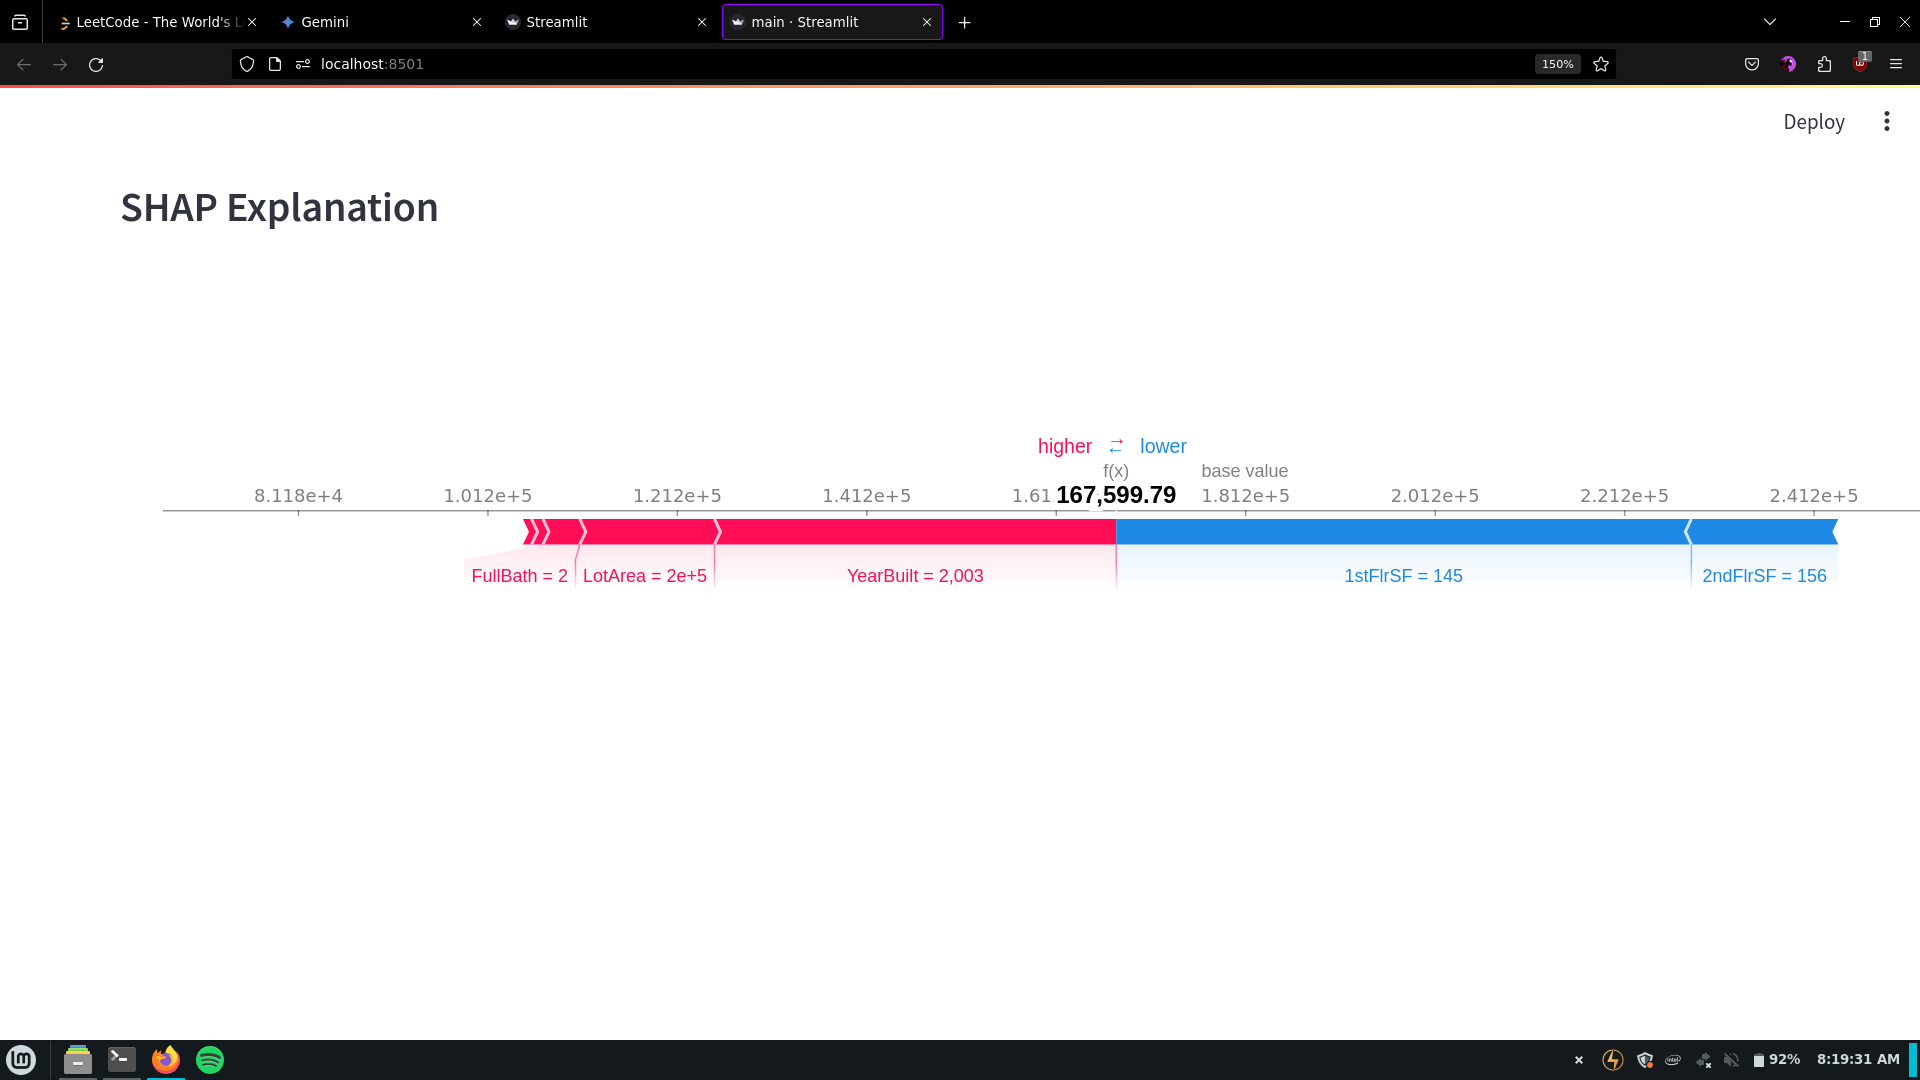 LeetCode - The World's L
Gemini
Streamlit
main · Streamlit
localhost:8501
150%
1
Deploy
SHAP Explanation
higher lower
f(x) base value
8.118e+4 1.012e+5 1.212e+5 1.412e+5 1.61 167,599.79 1.812e+5 2.012e+5 2.212e+5 2.412e+5
FullBath = 2 LotArea = 2e+5 YearBuilt = 2,003 1stFlrSF = 145 2ndFlrSF = 156
lm
intel
92%
8:19:31 AM